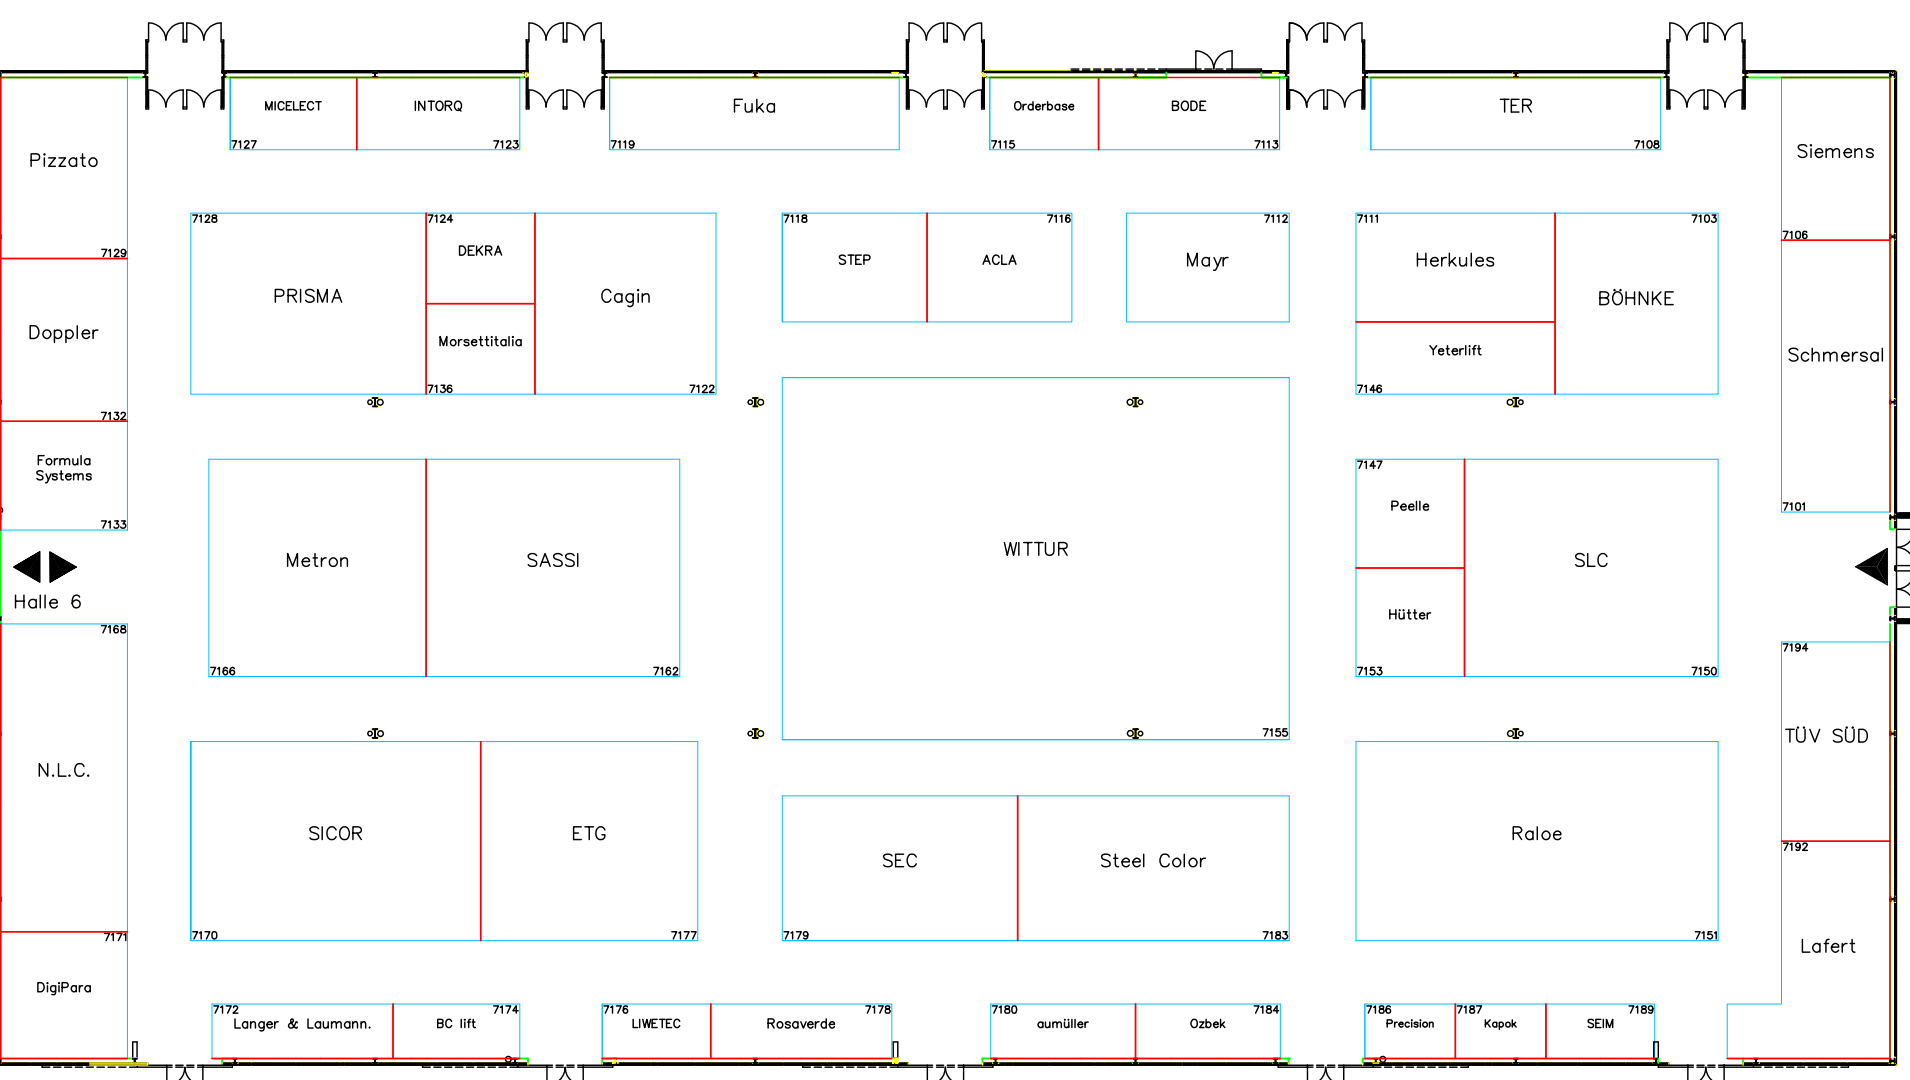 MICELECT
INTORQ
7127
7123
Fuka
7119
Orderbase
BODE
7115
7113
TER
7108
Pizzato
7129
Siemens
7106
7128
PRISMA
7124
DEKRA
Morsettitalia
7136
Cagin
7122
7118
STEP
7116
ACLA
7112
Mayr
7111
Herkules
7103
BÖHNKE
Yeterlift
7146
Doppler
7132
Schmersal
7101
Formula
Systems
7133
Metron
7166
SASSI
7162
WITTUR
7155
7147
Peelle
Hütter
7153
SLC
7150
Halle 6
7168
N.L.C.
7171
7194
TÜV SÜD
7192
SICOR
7170
ETG
7177
SEC
7179
Steel Color
7183
Raloe
7151
Lafert
DigiPara
7172
Langer & Laumann.
7174
BC lift
7176
LIWETEC
7178
Rosaverde
7180
aumüller
7184
Ozbek
7186
Precision
7187
Kapok
7189
SEIM